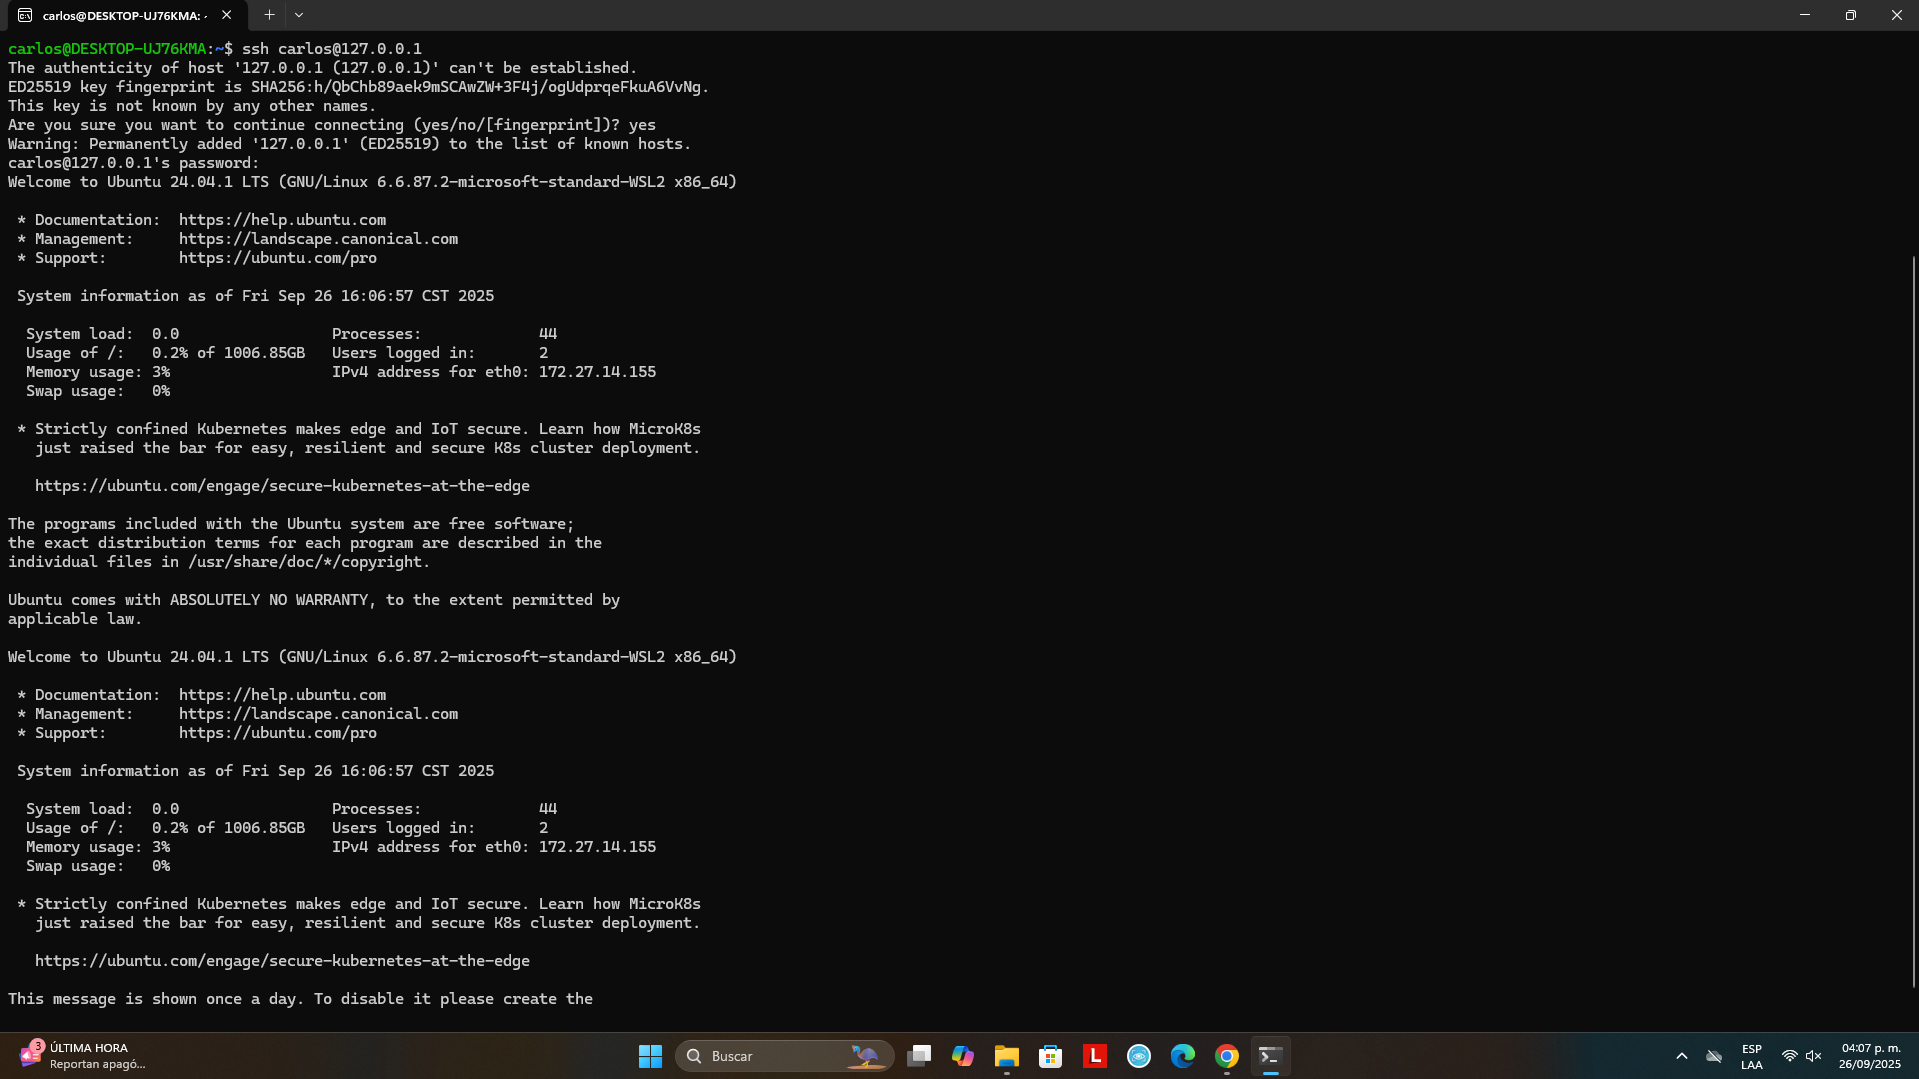 carlos@DESKTOP-UJ76KMA: ~
carlos@DESKTOP-UJ76KMA:~$ ssh carlos@127.0.0.1
The authenticity of host '127.0.0.1 (127.0.0.1)' can't be established.
ED25519 key fingerprint is SHA256:h/QbChb89aek9mSCAwZW+3F4j/ogUdprqeFkuA6VvNg.
This key is not known by any other names.
Are you sure you want to continue connecting (yes/no/[fingerprint])? yes
Warning: Permanently added '127.0.0.1' (ED25519) to the list of known hosts.
carlos@127.0.0.1's password:
Welcome to Ubuntu 24.04.1 LTS (GNU/Linux 6.6.87.2-microsoft-standard-WSL2 x86_64)
* Documentation:  https://help.ubuntu.com
* Management:     https://landscape.canonical.com
* Support:        https://ubuntu.com/pro
System information as of Fri Sep 26 16:06:57 CST 2025
System load:  0.0                 Processes:             44
Usage of /:   0.2% of 1006.85GB   Users logged in:       2
Memory usage: 3%                  IPv4 address for eth0: 172.27.14.155
Swap usage:   0%
* Strictly confined Kubernetes makes edge and IoT secure. Learn how MicroK8s
just raised the bar for easy, resilient and secure K8s cluster deployment.
https://ubuntu.com/engage/secure-kubernetes-at-the-edge
The programs included with the Ubuntu system are free software;
the exact distribution terms for each program are described in the
individual files in /usr/share/doc/*/copyright.
Ubuntu comes with ABSOLUTELY NO WARRANTY, to the extent permitted by
applicable law.
Welcome to Ubuntu 24.04.1 LTS (GNU/Linux 6.6.87.2-microsoft-standard-WSL2 x86_64)
* Documentation:  https://help.ubuntu.com
* Management:     https://landscape.canonical.com
* Support:        https://ubuntu.com/pro
System information as of Fri Sep 26 16:06:57 CST 2025
System load:  0.0                 Processes:             44
Usage of /:   0.2% of 1006.85GB   Users logged in:       2
Memory usage: 3%                  IPv4 address for eth0: 172.27.14.155
Swap usage:   0%
* Strictly confined Kubernetes makes edge and IoT secure. Learn how MicroK8s
just raised the bar for easy, resilient and secure K8s cluster deployment.
https://ubuntu.com/engage/secure-kubernetes-at-the-edge
This message is shown once a day. To disable it please create the
3
ÚLTIMA HORA
Reportan apagó...
Buscar
L
ESP
LAA
04:07 p. m.
26/09/2025